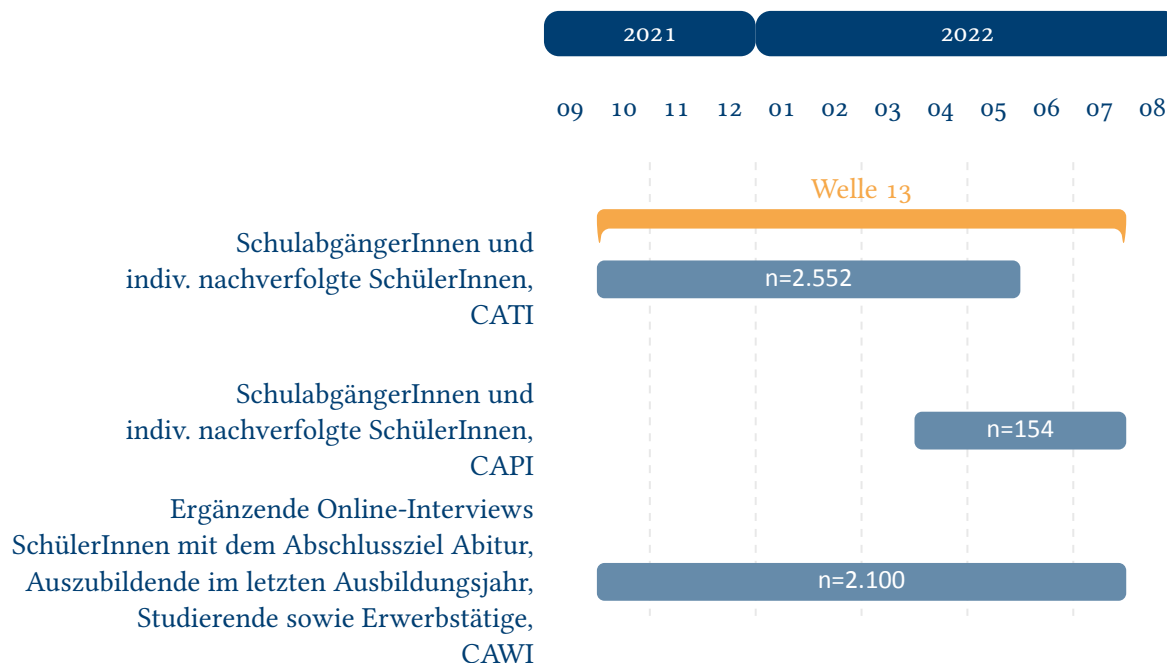 2021 2022
09 10 11 12 01 02 03 04 05 06 07 08
Welle 13
SchulabgängerInnen und
indiv. nachverfolgte SchülerInnen,
CATI
n=2.552
SchulabgängerInnen und
indiv. nachverfolgte SchülerInnen,
CAPI
n=154
Ergänzende Online-Interviews
SchülerInnen mit dem Abschlussziel Abitur,
Auszubildende im letzten Ausbildungsjahr,
Studierende sowie Erwerbstätige,
CAWI
n=2.100